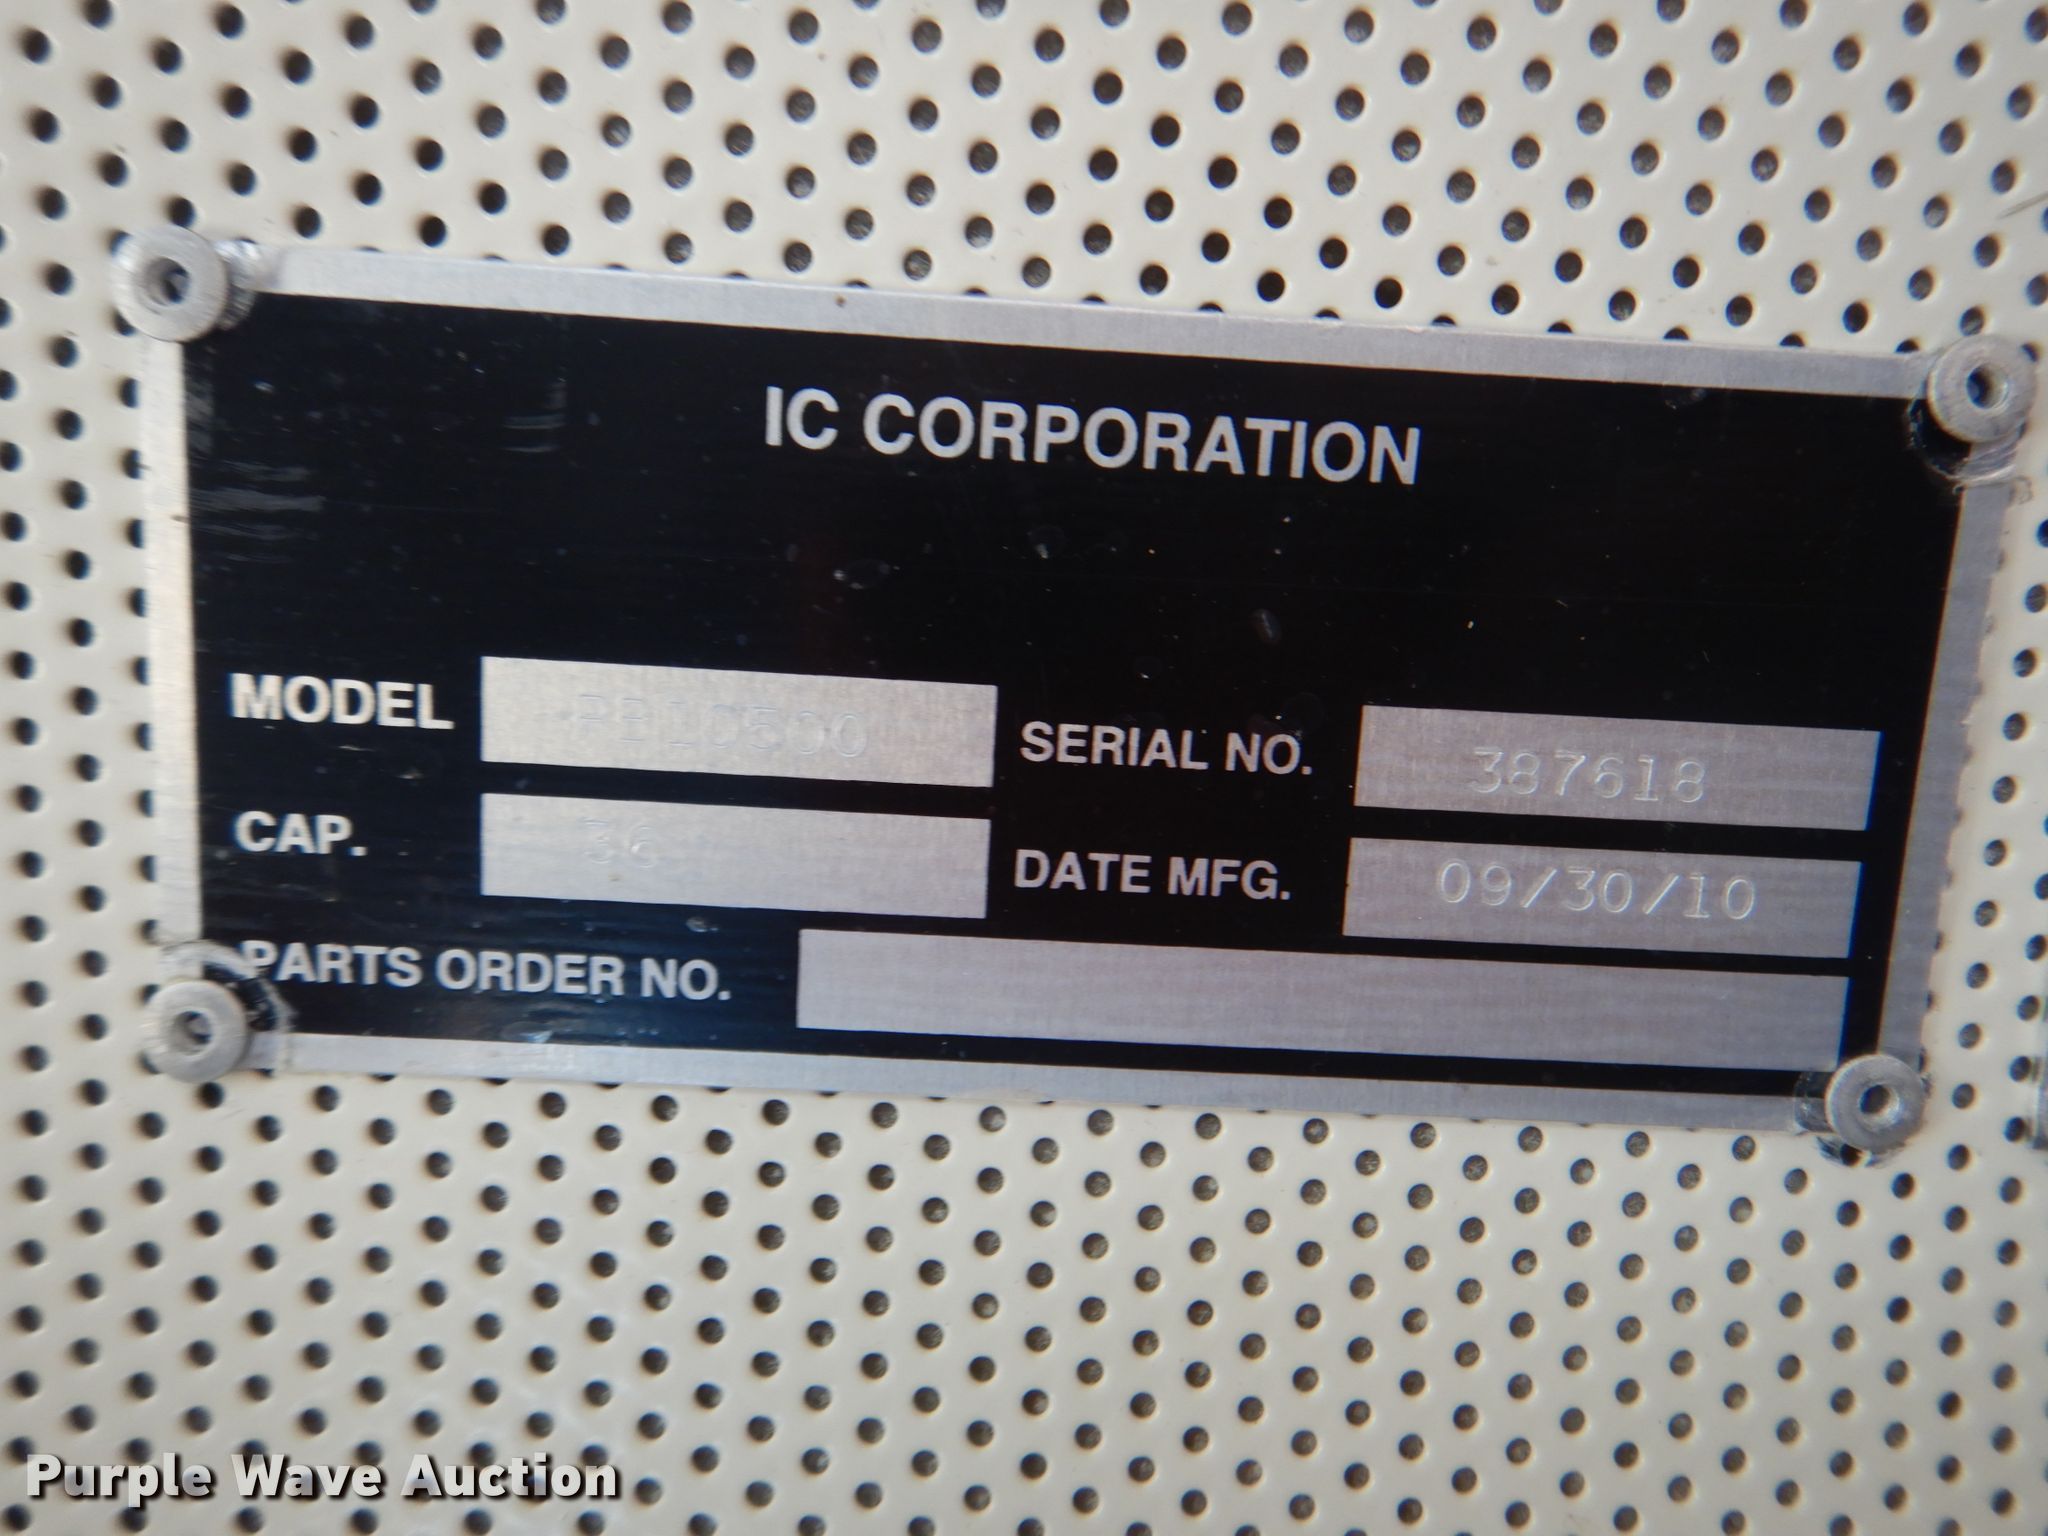 IC CORPORATION
MODEL PB10500 SERIAL NO. 387618
CAP. 36 DATE MFG. 09/30/10
PARTS ORDER NO.
Purple Wave Auction